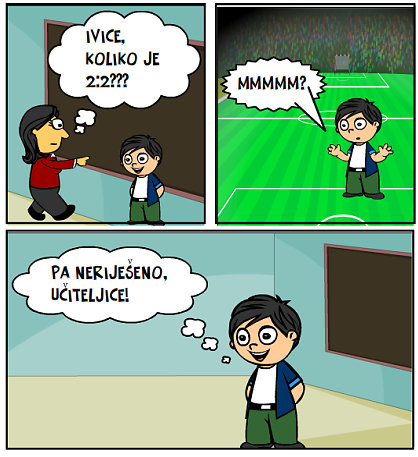 IVICE,
KOLIKO JE
2:2???
MMMMM?
PA NERIJEŠENO,
UČITELJICE!